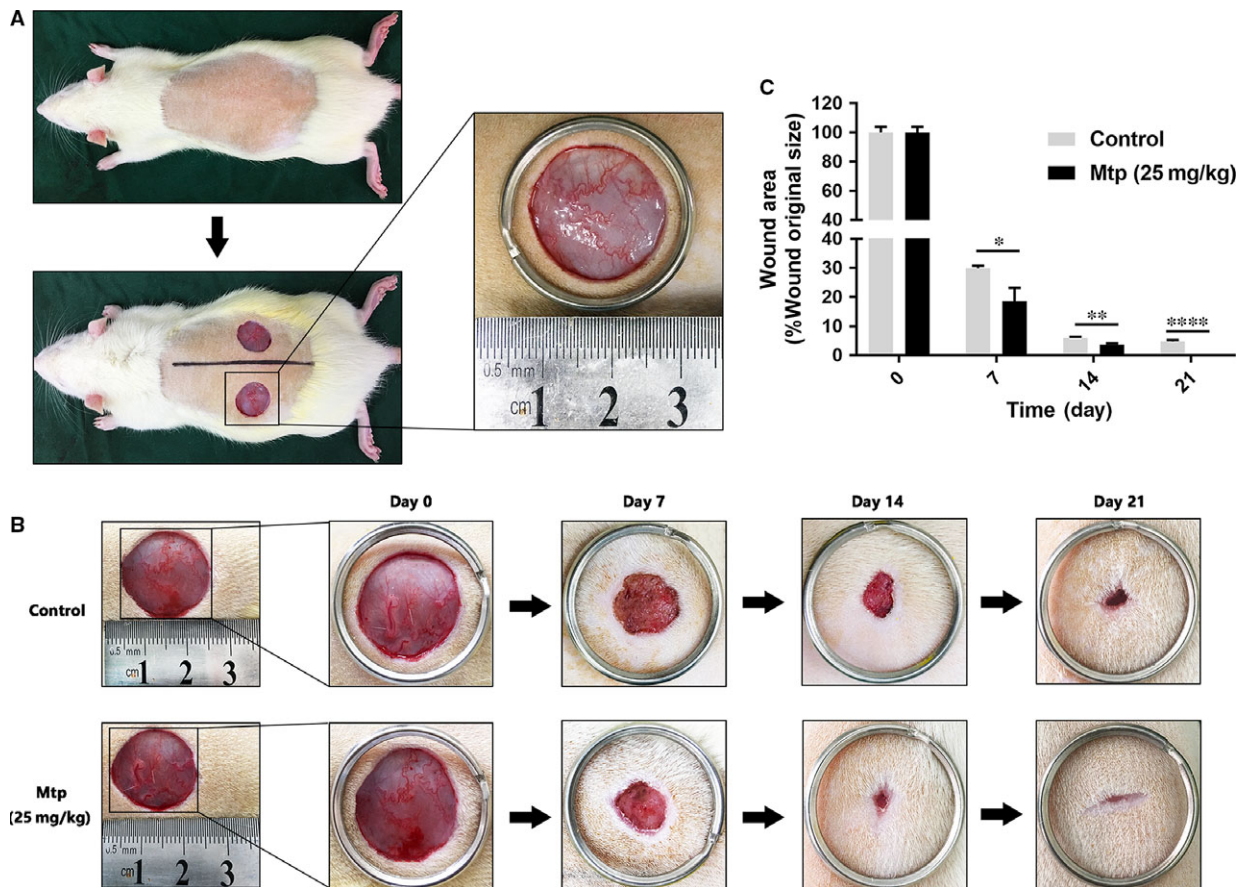 A
0.5 mm
cm 1 2 3
C
Wound area
(%Wound original size)
120
100
80
60
40
40
30
20
10
0
Control
Mtp (25 mg/kg)
*
**
****
0 7 14 21
Time (day)
B
Day 0 Day 7 Day 14 Day 21
Control
0.5 mm
cm 1 2 3
Mtp
(25 mg/kg)
0.5 mm
cm 1 2 3